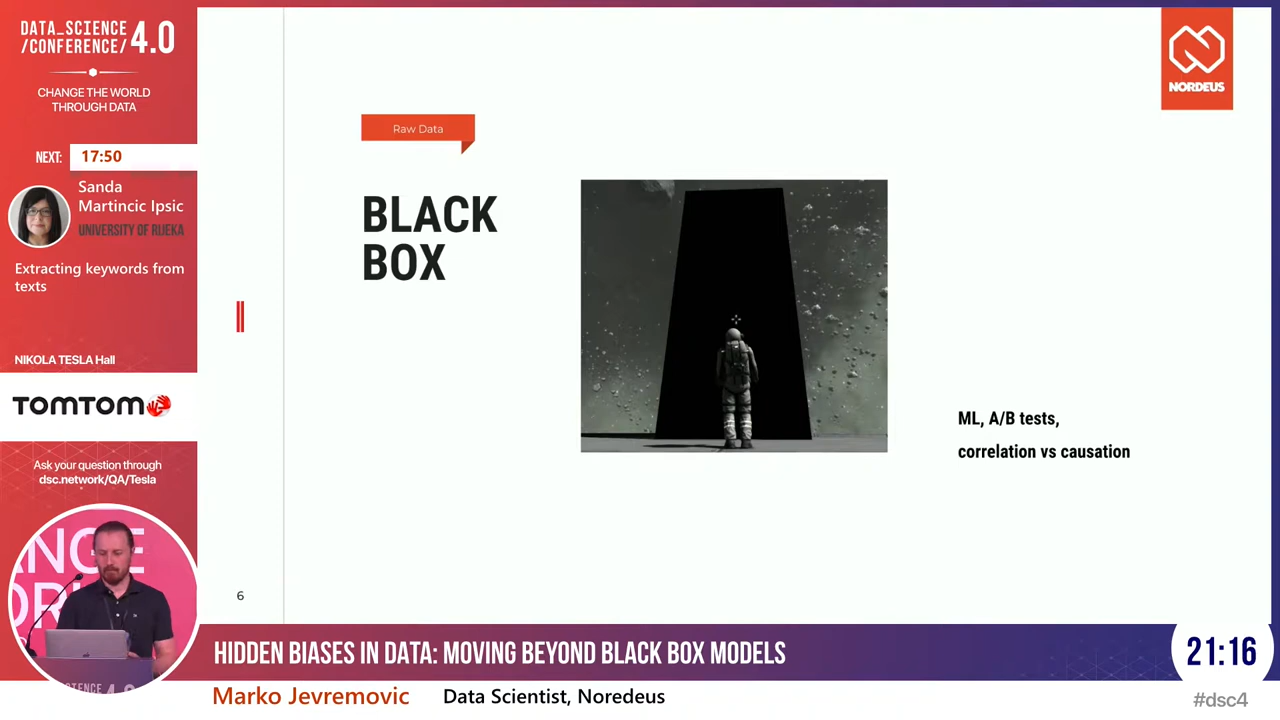 DATA_SCIENCE
/CONFERENCE/ 4.0
CHANGE THE WORLD
THROUGH DATA
NEXT: 17:50
Sanda
Martincic Ipsic
UNIVERSITY OF RIJEKA
Extracting keywords from
texts
NIKOLA TESLA Hall
TOMTOM
Ask your question through
dsc.network/QA/Tesla
NORDEUS
Raw Data
BLACK
BOX
ML, A/B tests,
correlation vs causation
6
HIDDEN BIASES IN DATA: MOVING BEYOND BLACK BOX MODELS
21:16
Marko Jevremovic
Data Scientist, Noredeus
#dsc4